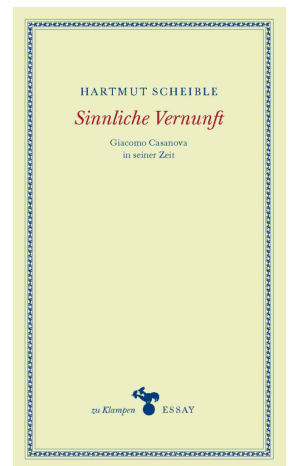 HARTMUT SCHEIBLE
Sinnliche Vernunft
Giacomo Casanova
in seiner Zeit
zu Klampen ESSAY